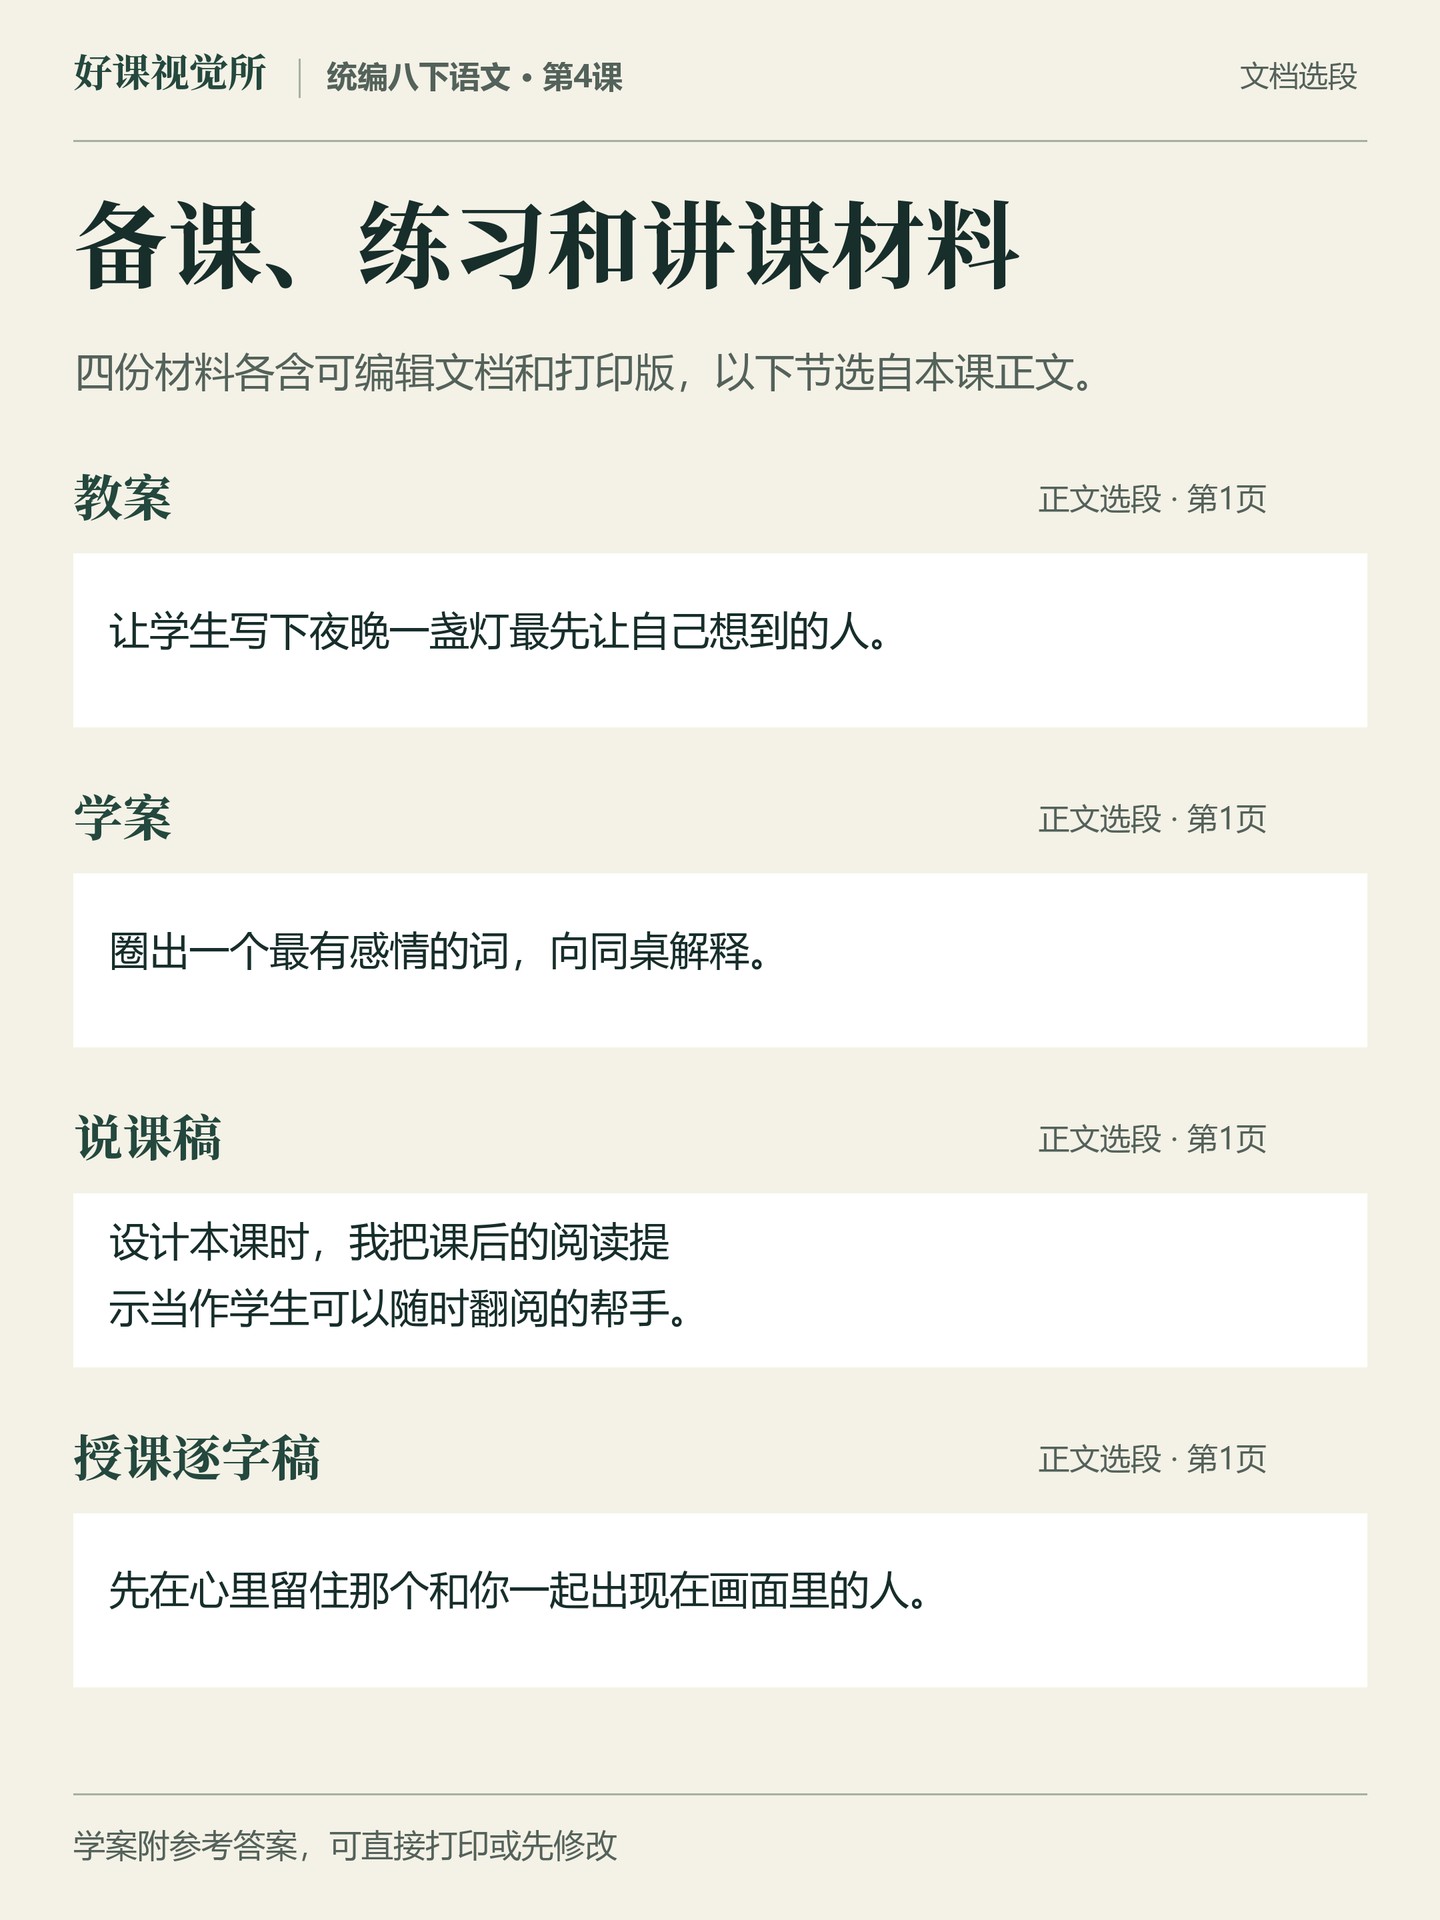 好课视觉所 | 统编八下语文·第4课 文档选段
备课、练习和讲课材料
四份材料各含可编辑文档和打印版，以下节选自本课正文。
教案 正文选段·第1页
让学生写下夜晚一盏灯最先让自己想到的人。
学案 正文选段·第1页
圈出一个最有感情的词，向同桌解释。
说课稿 正文选段·第1页
设计本课时，我把课后的阅读提
示当作学生可以随时翻阅的帮手。
授课逐字稿 正文选段·第1页
先在心里留住那个和你一起出现在画面里的人。
学案附参考答案，可直接打印或先修改